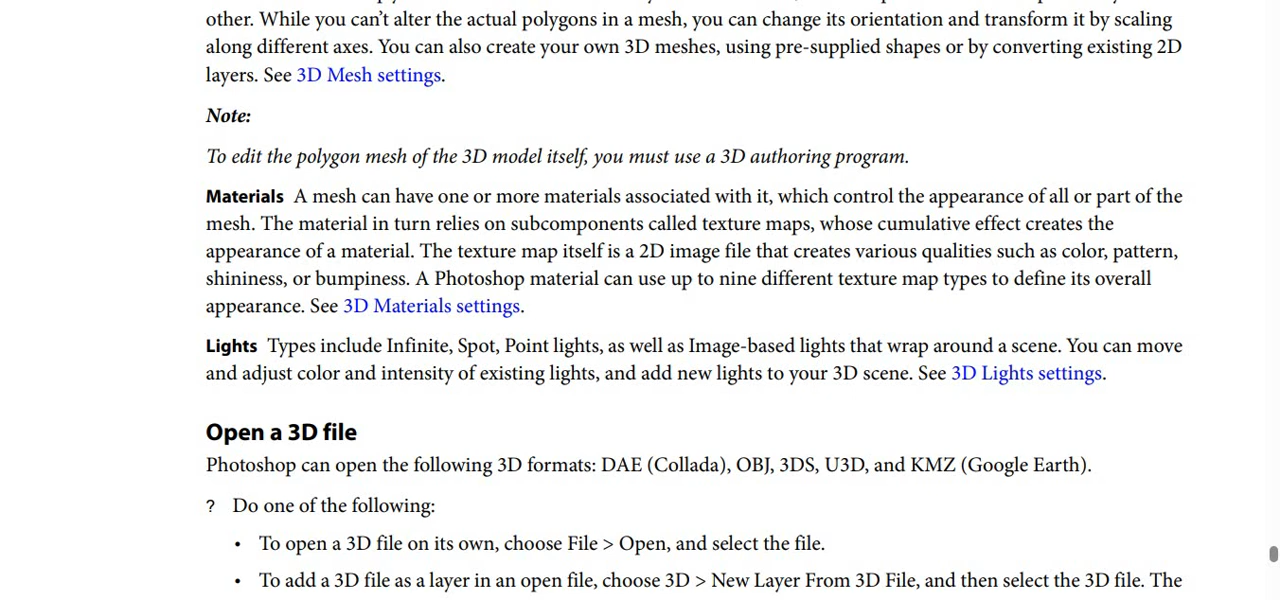 other. While you can’t alter the actual polygons in a mesh, you can change its orientation and transform it by scaling
along different axes. You can also create your own 3D meshes, using pre-supplied shapes or by converting existing 2D
layers. See 3D Mesh settings.
Note:
To edit the polygon mesh of the 3D model itself, you must use a 3D authoring program.
Materials A mesh can have one or more materials associated with it, which control the appearance of all or part of the
mesh. The material in turn relies on subcomponents called texture maps, whose cumulative effect creates the
appearance of a material. The texture map itself is a 2D image file that creates various qualities such as color, pattern,
shininess, or bumpiness. A Photoshop material can use up to nine different texture map types to define its overall
appearance. See 3D Materials settings.
Lights Types include Infinite, Spot, Point lights, as well as Image-based lights that wrap around a scene. You can move
and adjust color and intensity of existing lights, and add new lights to your 3D scene. See 3D Lights settings.
Open a 3D file
Photoshop can open the following 3D formats: DAE (Collada), OBJ, 3DS, U3D, and KMZ (Google Earth).
? Do one of the following:
• To open a 3D file on its own, choose File > Open, and select the file.
• To add a 3D file as a layer in an open file, choose 3D > New Layer From 3D File, and then select the 3D file. The